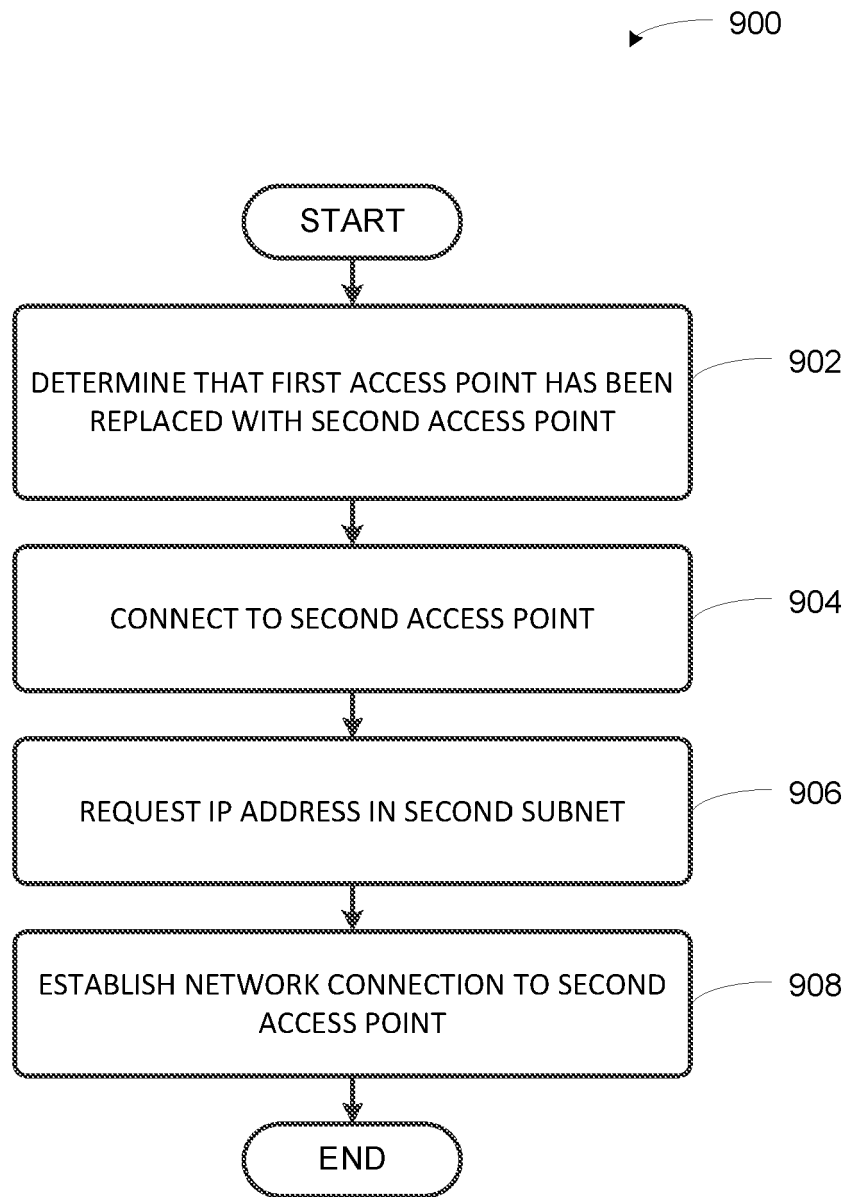 900
START
DETERMINE THAT FIRST ACCESS POINT HAS BEEN
REPLACED WITH SECOND ACCESS POINT
902
CONNECT TO SECOND ACCESS POINT
904
REQUEST IP ADDRESS IN SECOND SUBNET
906
ESTABLISH NETWORK CONNECTION TO SECOND
ACCESS POINT
908
END